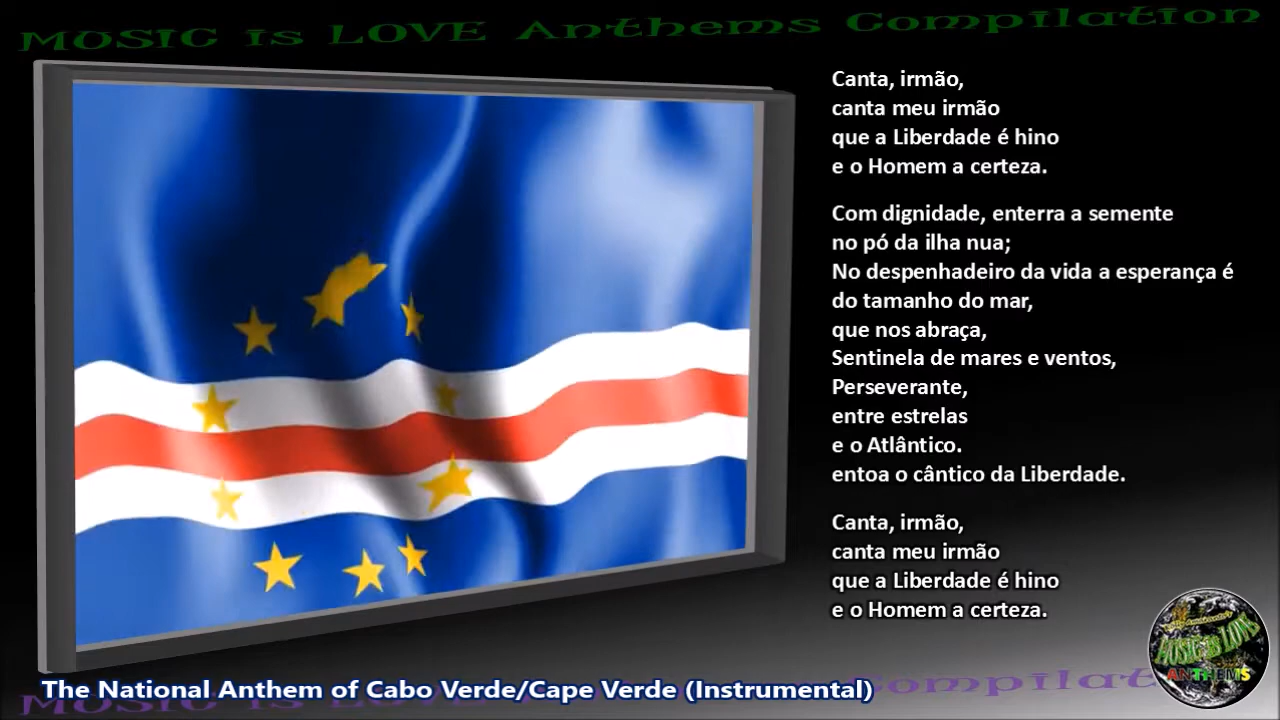 MUSIC is LOVE Anthems Compilation
Canta, irmão,
canta meu irmão
que a Liberdade é hino
e o Homem a certeza.
Com dignidade, enterra a semente
no pó da ilha nua;
No despenhadeiro da vida a esperança é
do tamanho do mar,
que nos abraça,
Sentinela de mares e ventos,
Perseverante,
entre estrelas
e o Atlântico.
entoa o cântico da Liberdade.
Canta, irmão,
canta meu irmão
que a Liberdade é hino
e o Homem a certeza.
MUSIC IS LOVE
ANTHEMS
The National Anthem of Cabo Verde/Cape Verde (Instrumental)